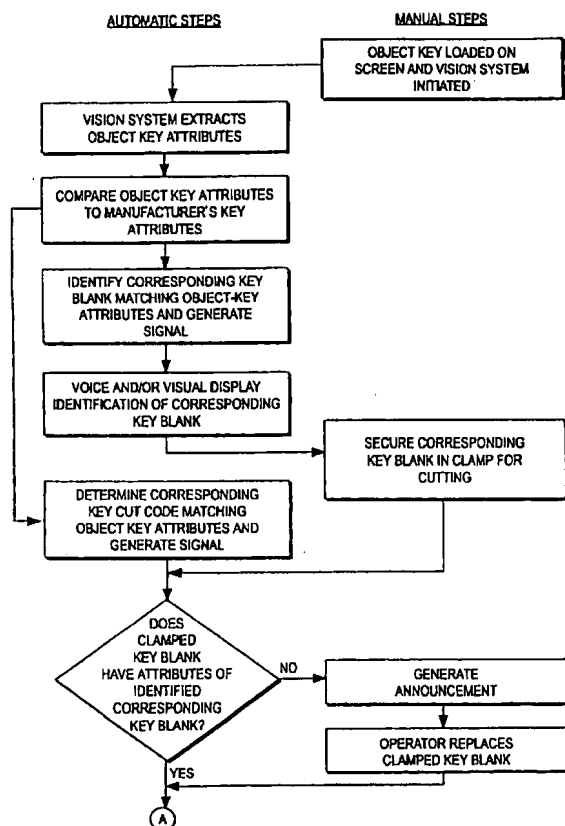 AUTOMATIC STEPS
MANUAL STEPS
OBJECT KEY LOADED ON
SCREEN AND VISION SYSTEM
INITIATED
VISION SYSTEM EXTRACTS
OBJECT KEY ATTRIBUTES
COMPARE OBJECT KEY ATTRIBUTES
TO MANUFACTURER'S KEY
ATTRIBUTES
IDENTIFY CORRESPONDING KEY
BLANK MATCHING OBJECT-KEY
ATTRIBUTES AND GENERATE
SIGNAL
VOICE AND/OR VISUAL DISPLAY
IDENTIFICATION OF CORRESPONDING
KEY BLANK
SECURE CORRESPONDING
KEY BLANK IN CLAMP FOR
CUTTING
DETERMINE CORRESPONDING
KEY CUT CODE MATCHING
OBJECT KEY ATTRIBUTES AND
GENERATE SIGNAL
DOES
CLAMPED
KEY BLANK
HAVE ATTRIBUTES OF
IDENTIFIED
CORRESPONDING
KEY BLANK?
NO
GENERATE
ANNOUNCEMENT
OPERATOR REPLACES
CLAMPED KEY BLANK
YES
A